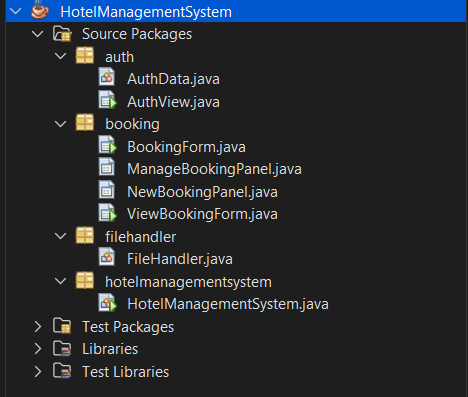 HotelManagementSystem
Source Packages
auth
AuthData.java
AuthView.java
booking
BookingForm.java
ManageBookingPanel.java
NewBookingPanel.java
ViewBookingForm.java
filehandler
FileHandler.java
hotelmanagementsystem
HotelManagementSystem.java
Test Packages
Libraries
Test Libraries